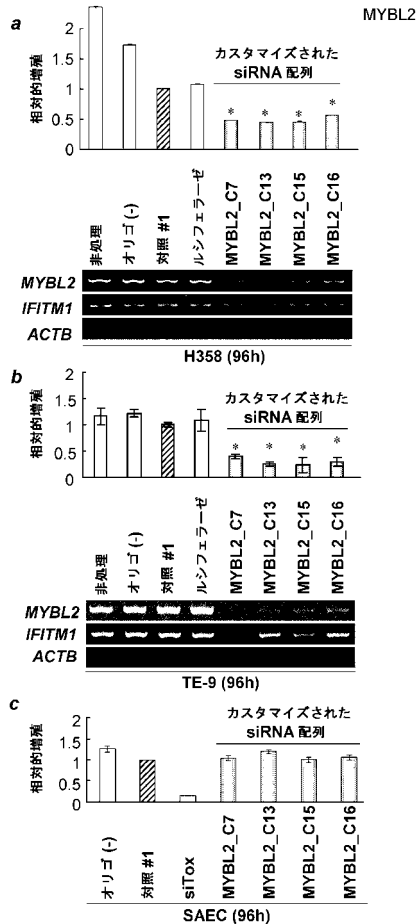 MYBL2
a
カスタマイズされた
siRNA 配列
相対的増殖
2
1.5
1
0.5
0
* * * *
非処理
オリゴ (-)
対照 #1
ルシフェラーゼ
MYBL2_C7
MYBL2_C13
MYBL2_C15
MYBL2_C16
MYBL2
IFITM1
ACTB
H358 (96h)
b
カスタマイズされた
siRNA 配列
相対的増殖
2
1.5
1
0.5
0
* * * *
非処理
オリゴ (-)
対照 #1
ルシフェラーゼ
MYBL2_C7
MYBL2_C13
MYBL2_C15
MYBL2_C16
MYBL2
IFITM1
ACTB
TE-9 (96h)
c
カスタマイズされた
siRNA 配列
相対的増殖
2
1.5
1
0.5
0
オリゴ (-)
対照 #1
siTox
MYBL2_C7
MYBL2_C13
MYBL2_C15
MYBL2_C16
SAEC (96h)